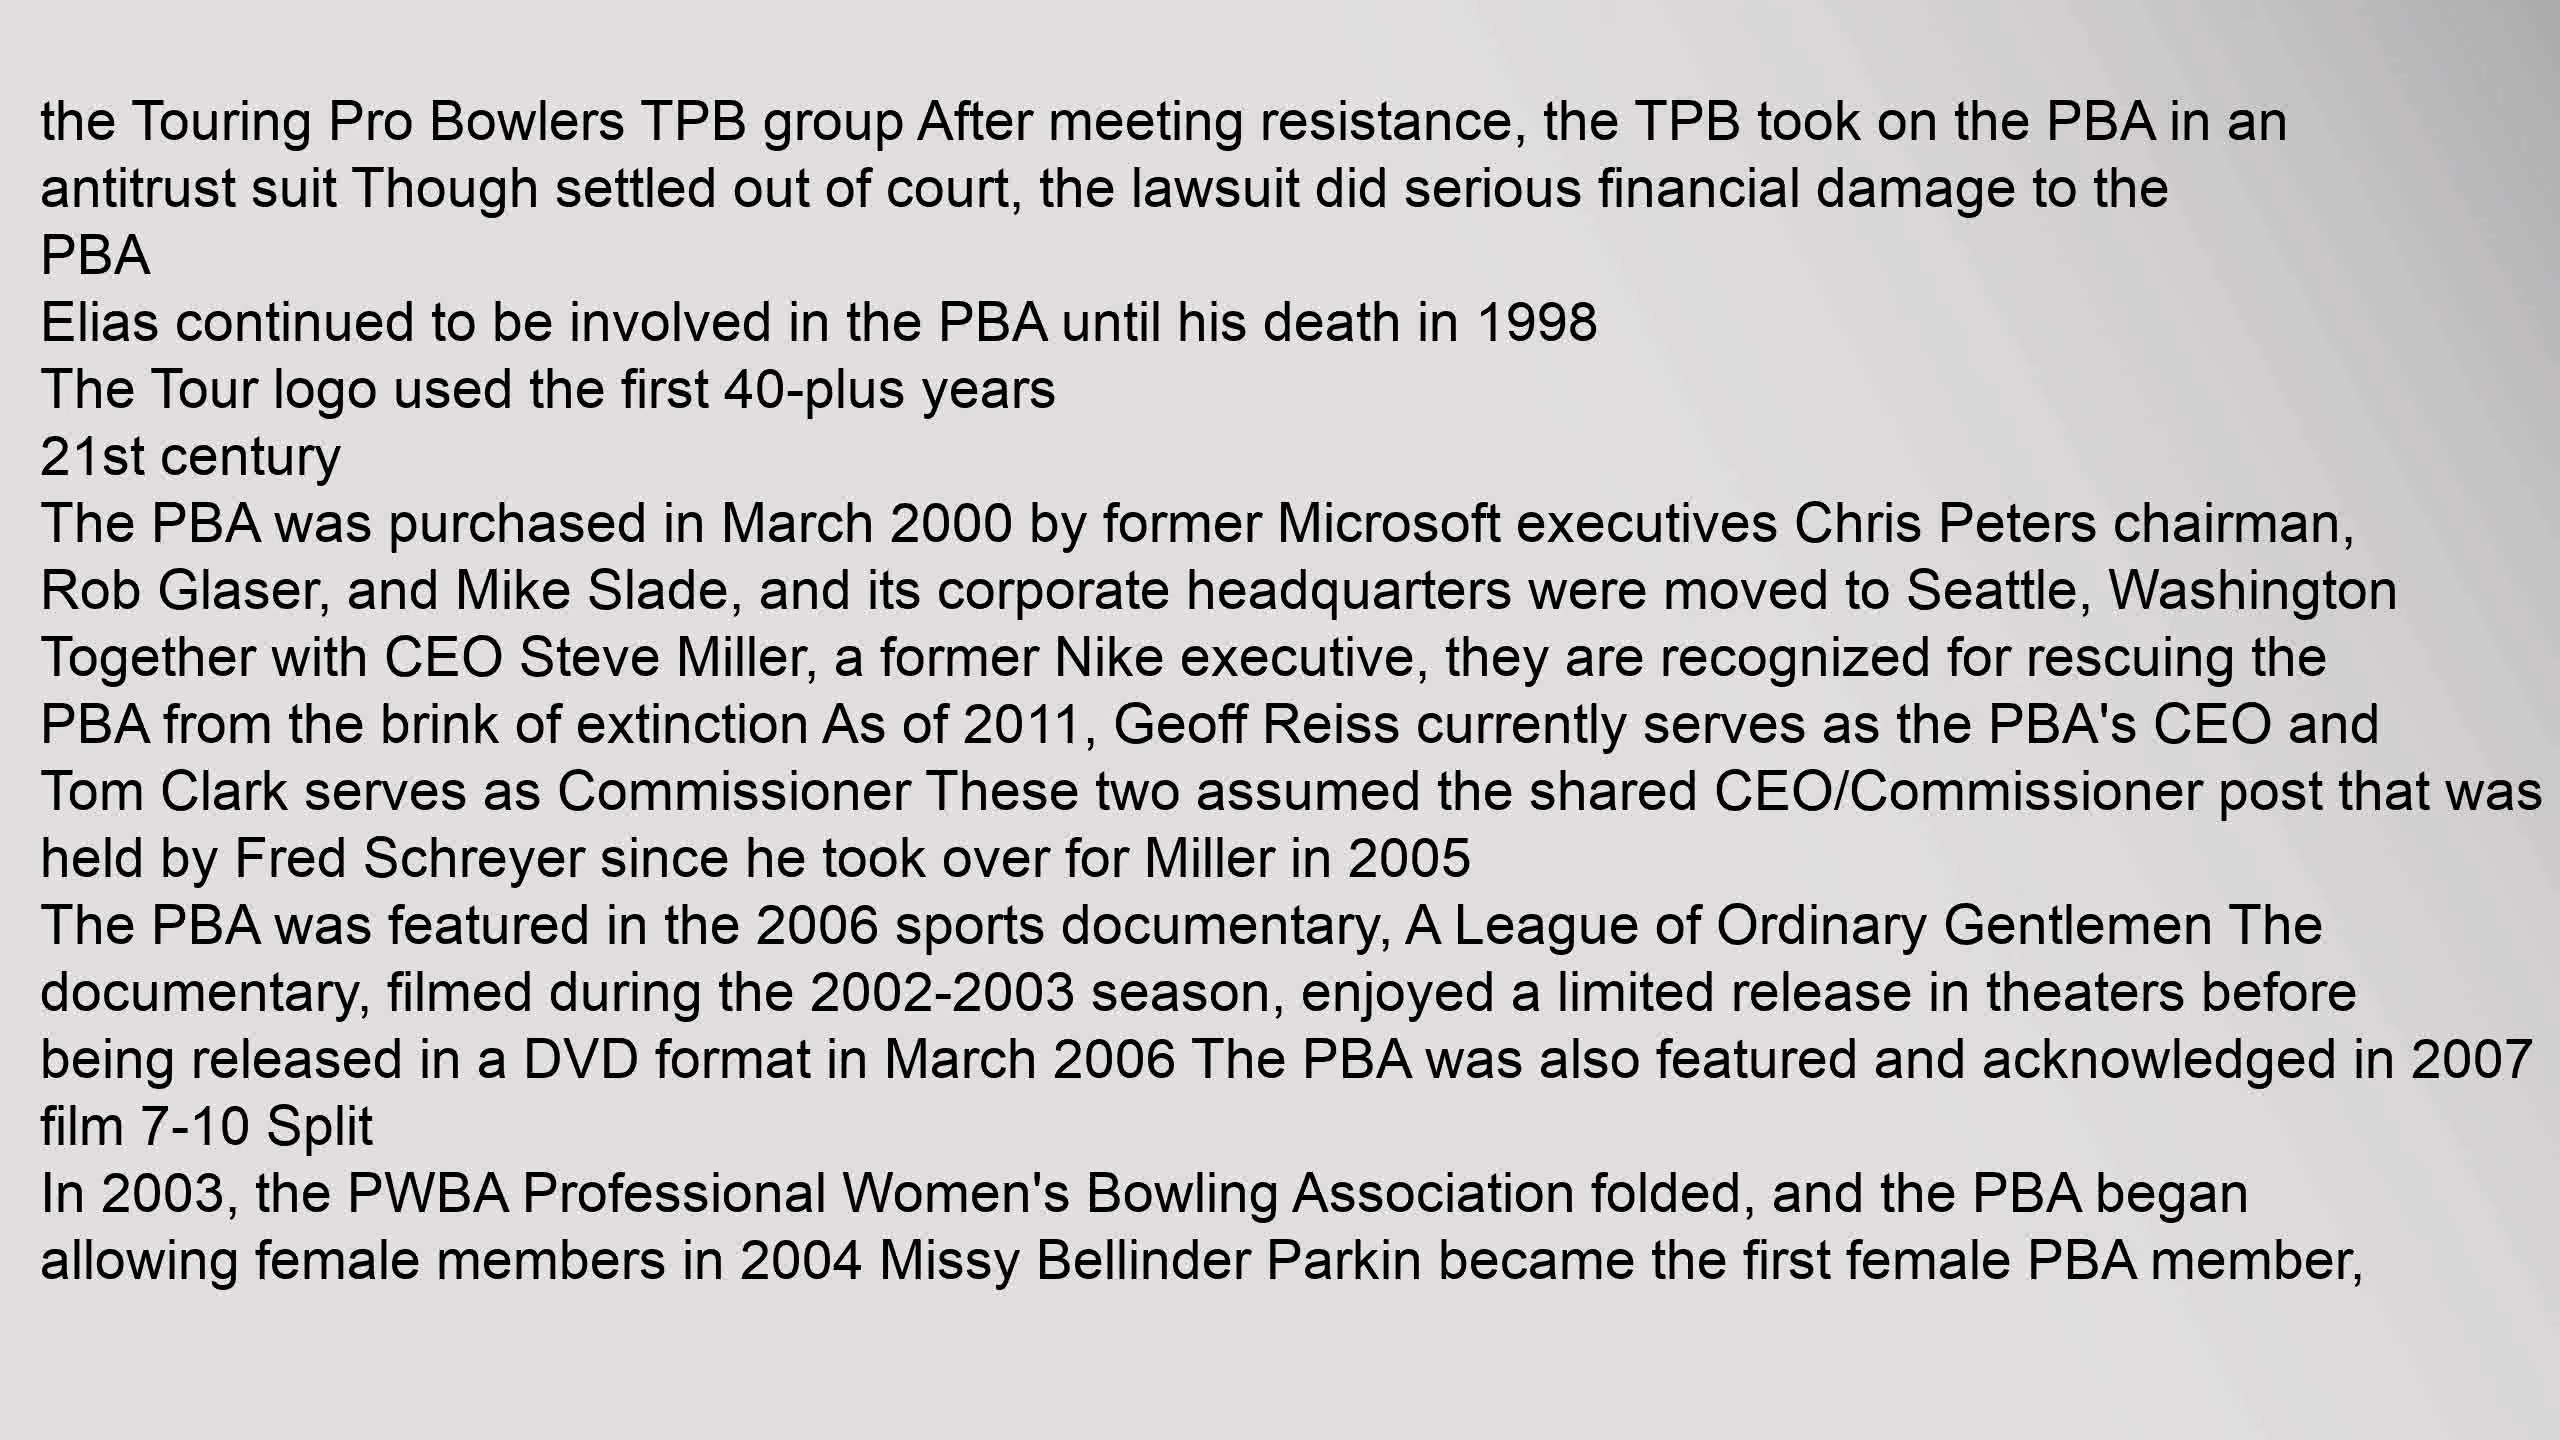 the Touring Pro Bowlers TPB group After meeting resistance, the TPB took on the PBA in an
antitrust suit Though settled out of court, the lawsuit did serious financial damage to the
PBA
Elias continued to be involved in the PBA until his death in 1998
The Tour logo used the first 40-plus years
21st century
The PBA was purchased in March 2000 by former Microsoft executives Chris Peters chairman,
Rob Glaser, and Mike Slade, and its corporate headquarters were moved to Seattle, Washington
Together with CEO Steve Miller, a former Nike executive, they are recognized for rescuing the
PBA from the brink of extinction As of 2011, Geoff Reiss currently serves as the PBA's CEO and
Tom Clark serves as Commissioner These two assumed the shared CEO/Commissioner post that was
held by Fred Schreyer since he took over for Miller in 2005
The PBA was featured in the 2006 sports documentary, A League of Ordinary Gentlemen The
documentary, filmed during the 2002-2003 season, enjoyed a limited release in theaters before
being released in a DVD format in March 2006 The PBA was also featured and acknowledged in 2007
film 7-10 Split
In 2003, the PWBA Professional Women's Bowling Association folded, and the PBA began
allowing female members in 2004 Missy Bellinder Parkin became the first female PBA member,